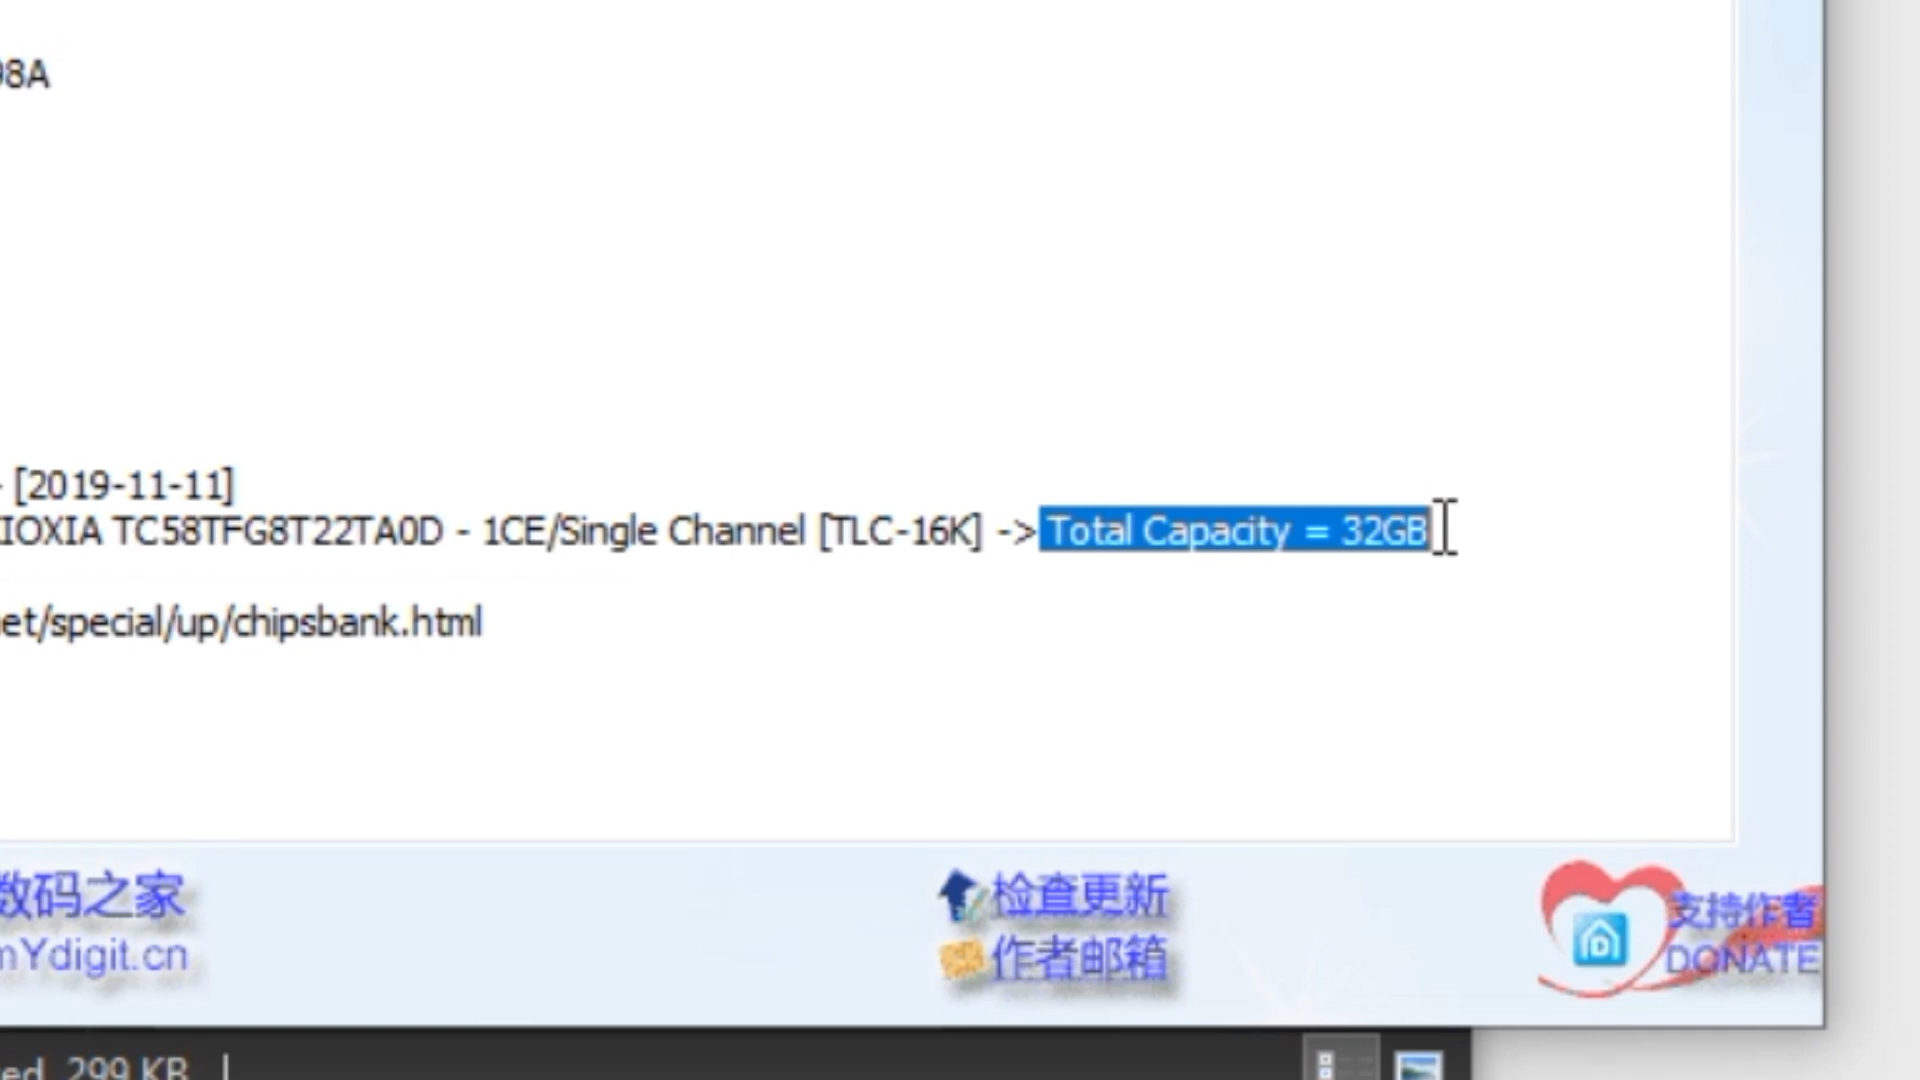 98A
- [2019-11-11]
IOXIA TC58TFG8T22TA0D - 1CE/Single Channel [TLC-16K] -> Total Capacity = 32GB
net/special/up/chipsbank.html
数码之家
mYdigit.cn
检查更新
作者邮箱
支持作者
DONATE
ed 299 KB